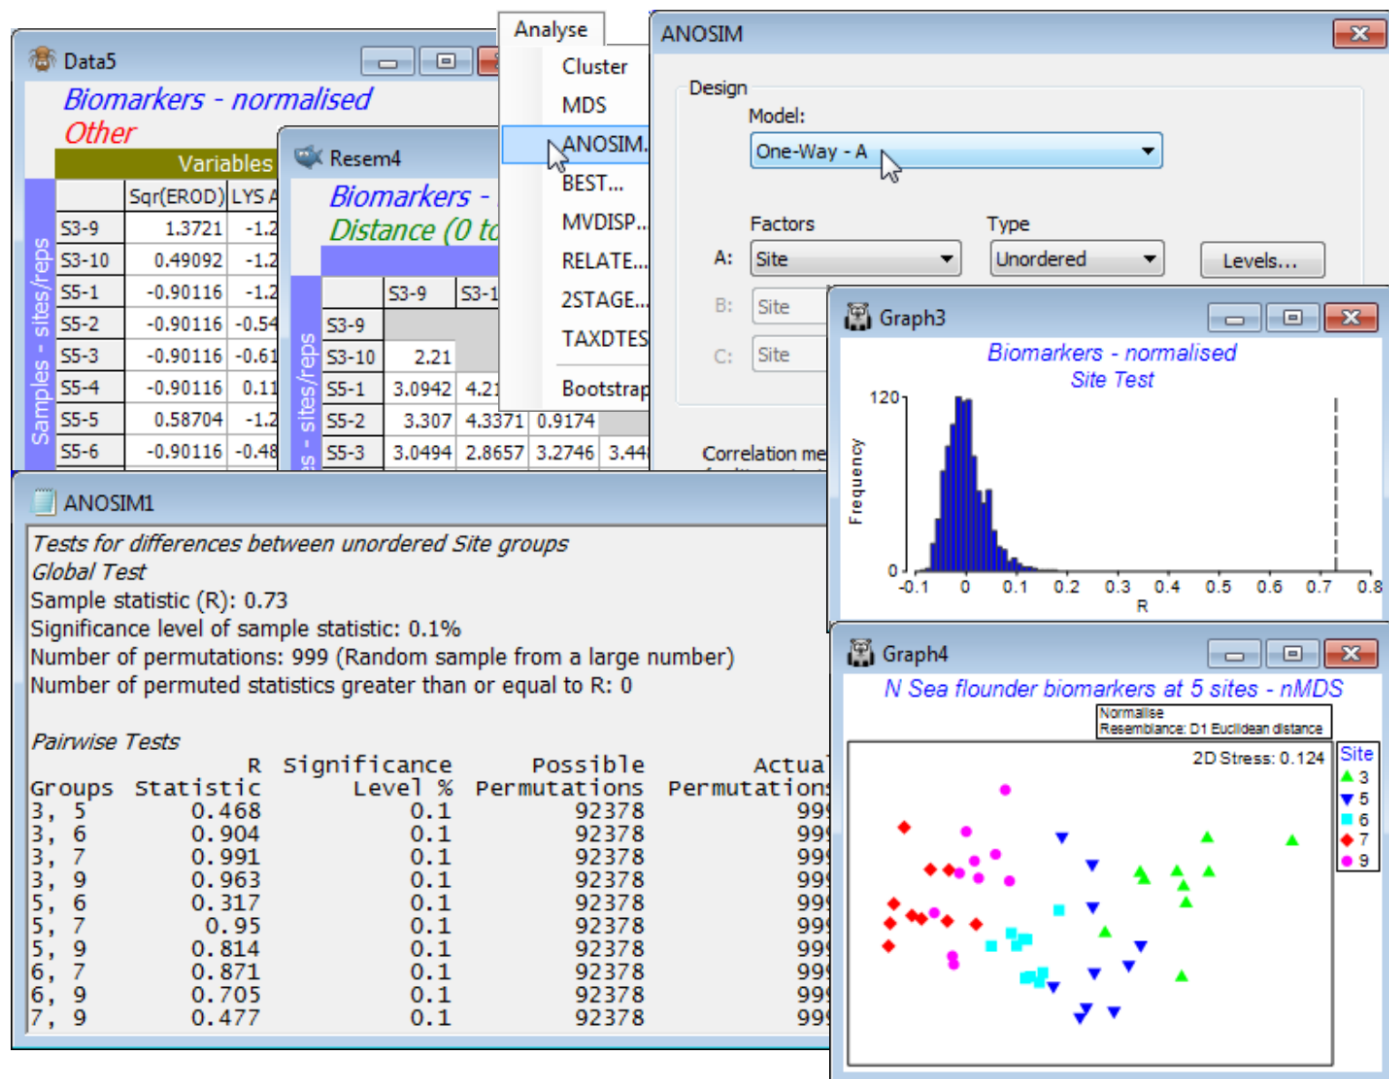 Data5
Biomarkers - normalised
Other
Variables
Sqr(EROD) LYS A
S3-9 1.3721 -1.2
S3-10 0.49092 -1.2
S5-1 -0.90116 -1.2
S5-2 -0.90116 -0.54
S5-3 -0.90116 -0.61
S5-4 -0.90116 0.11
S5-5 0.58704 -1.2
S5-6 -0.90116 -0.48
Samples - sites/reps
Resem4
Biomarkers -
Distance (0 to
S3-9 S3-1
S3-9
S3-10 2.21
S5-1 3.0942 4.21
S5-2 3.307 4.3371 0.9174
S5-3 3.0494 2.8657 3.2746 3.448
es - sites/reps
Analyse
Cluster
MDS
ANOSIM.
BEST...
MVDISP..
RELATE...
2STAGE...
TAXDTES
Bootstrap
ANOSIM
Design
Model:
One-Way - A
Factors Type
A: Site Unordered Levels...
B: Site
C: Site
Correlation me
Graph3
Biomarkers - normalised
Site Test
120
Frequency
0
-0.1 0 0.1 0.2 0.3 0.4 0.5 0.6 0.7 0.8
R
ANOSIM1
Tests for differences between unordered Site groups
Global Test
Sample statistic (R): 0.73
Significance level of sample statistic: 0.1%
Number of permutations: 999 (Random sample from a large number)
Number of permuted statistics greater than or equal to R: 0
Pairwise Tests
R Significance Possible Actual
Groups Statistic Level % Permutations Permutations
3, 5 0.468 0.1 92378 999
3, 6 0.904 0.1 92378 999
3, 7 0.991 0.1 92378 999
3, 9 0.963 0.1 92378 999
5, 6 0.317 0.1 92378 999
5, 7 0.95 0.1 92378 999
5, 9 0.814 0.1 92378 999
6, 7 0.871 0.1 92378 999
6, 9 0.705 0.1 92378 999
7, 9 0.477 0.1 92378 999
Graph4
N Sea flounder biomarkers at 5 sites - nMDS
Normalise
Resemblance: D1 Euclidean distance
2D Stress: 0.124
Site
3
5
6
7
9